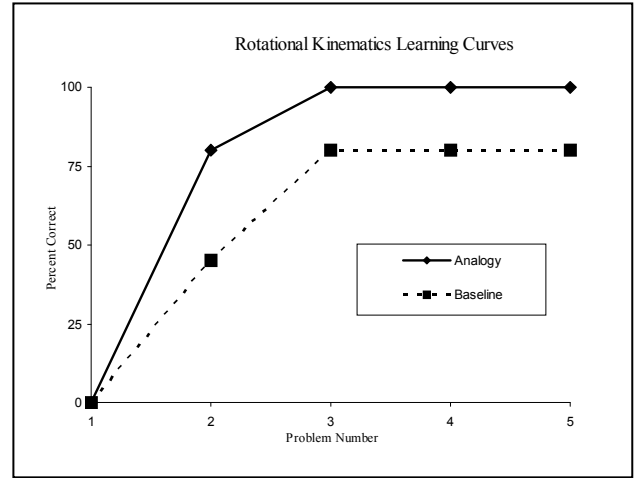 Rotational Kinematics Learning Curves
100
75
50
25
0
Percent Correct
Analogy
Baseline
1 2 3 4 5
Problem Number